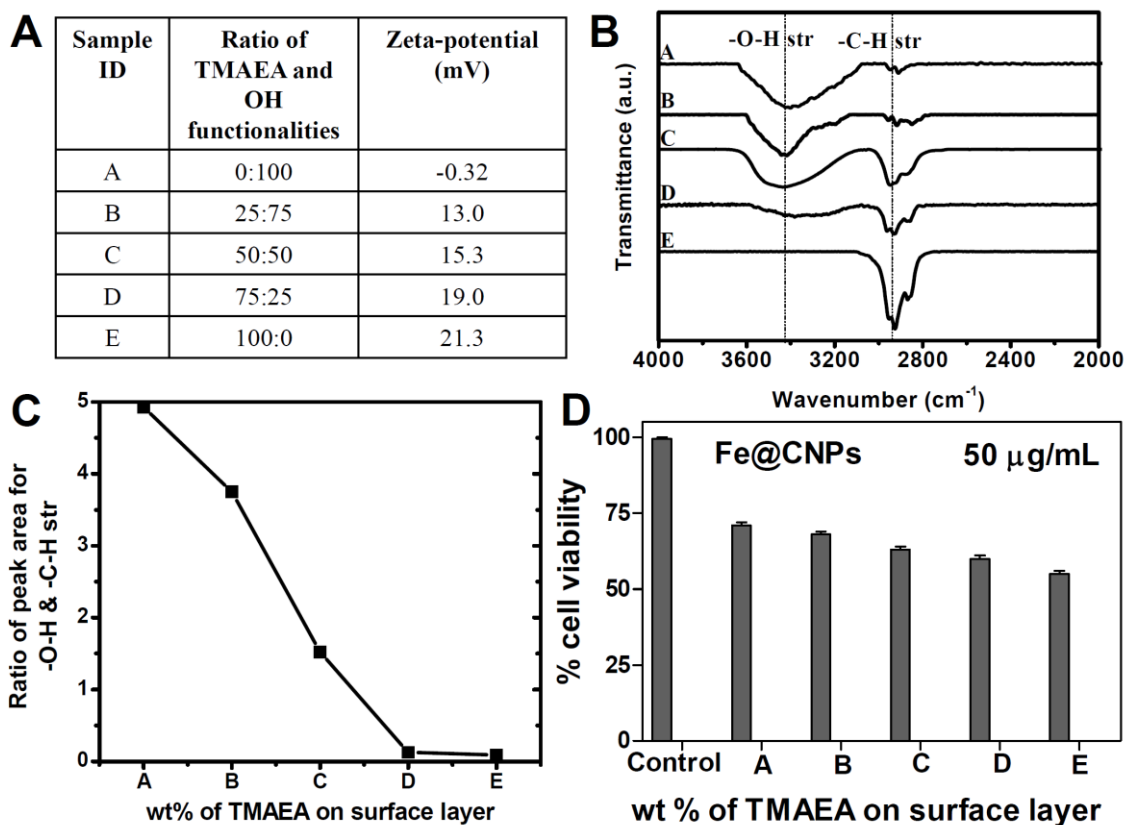 A
Sample ID
Ratio of TMAEA and OH functionalities
Zeta-potential (mV)
A 0:100 -0.32
B 25:75 13.0
C 50:50 15.3
D 75:25 19.0
E 100:0 21.3
B
-O-H str -C-H str
A
B
C
D
E
Transmittance (a.u.)
4000 3600 3200 2800 2400 2000
Wavenumber (cm⁻¹)
C
Ratio of peak area for
-O-H & -C-H str
5
4
3
2
1
0
A B C D E
wt% of TMAEA on surface layer
D
Fe@CNPs 50 μg/mL
% cell viability
100
75
50
25
0
Control A B C D E
wt % of TMAEA on surface layer